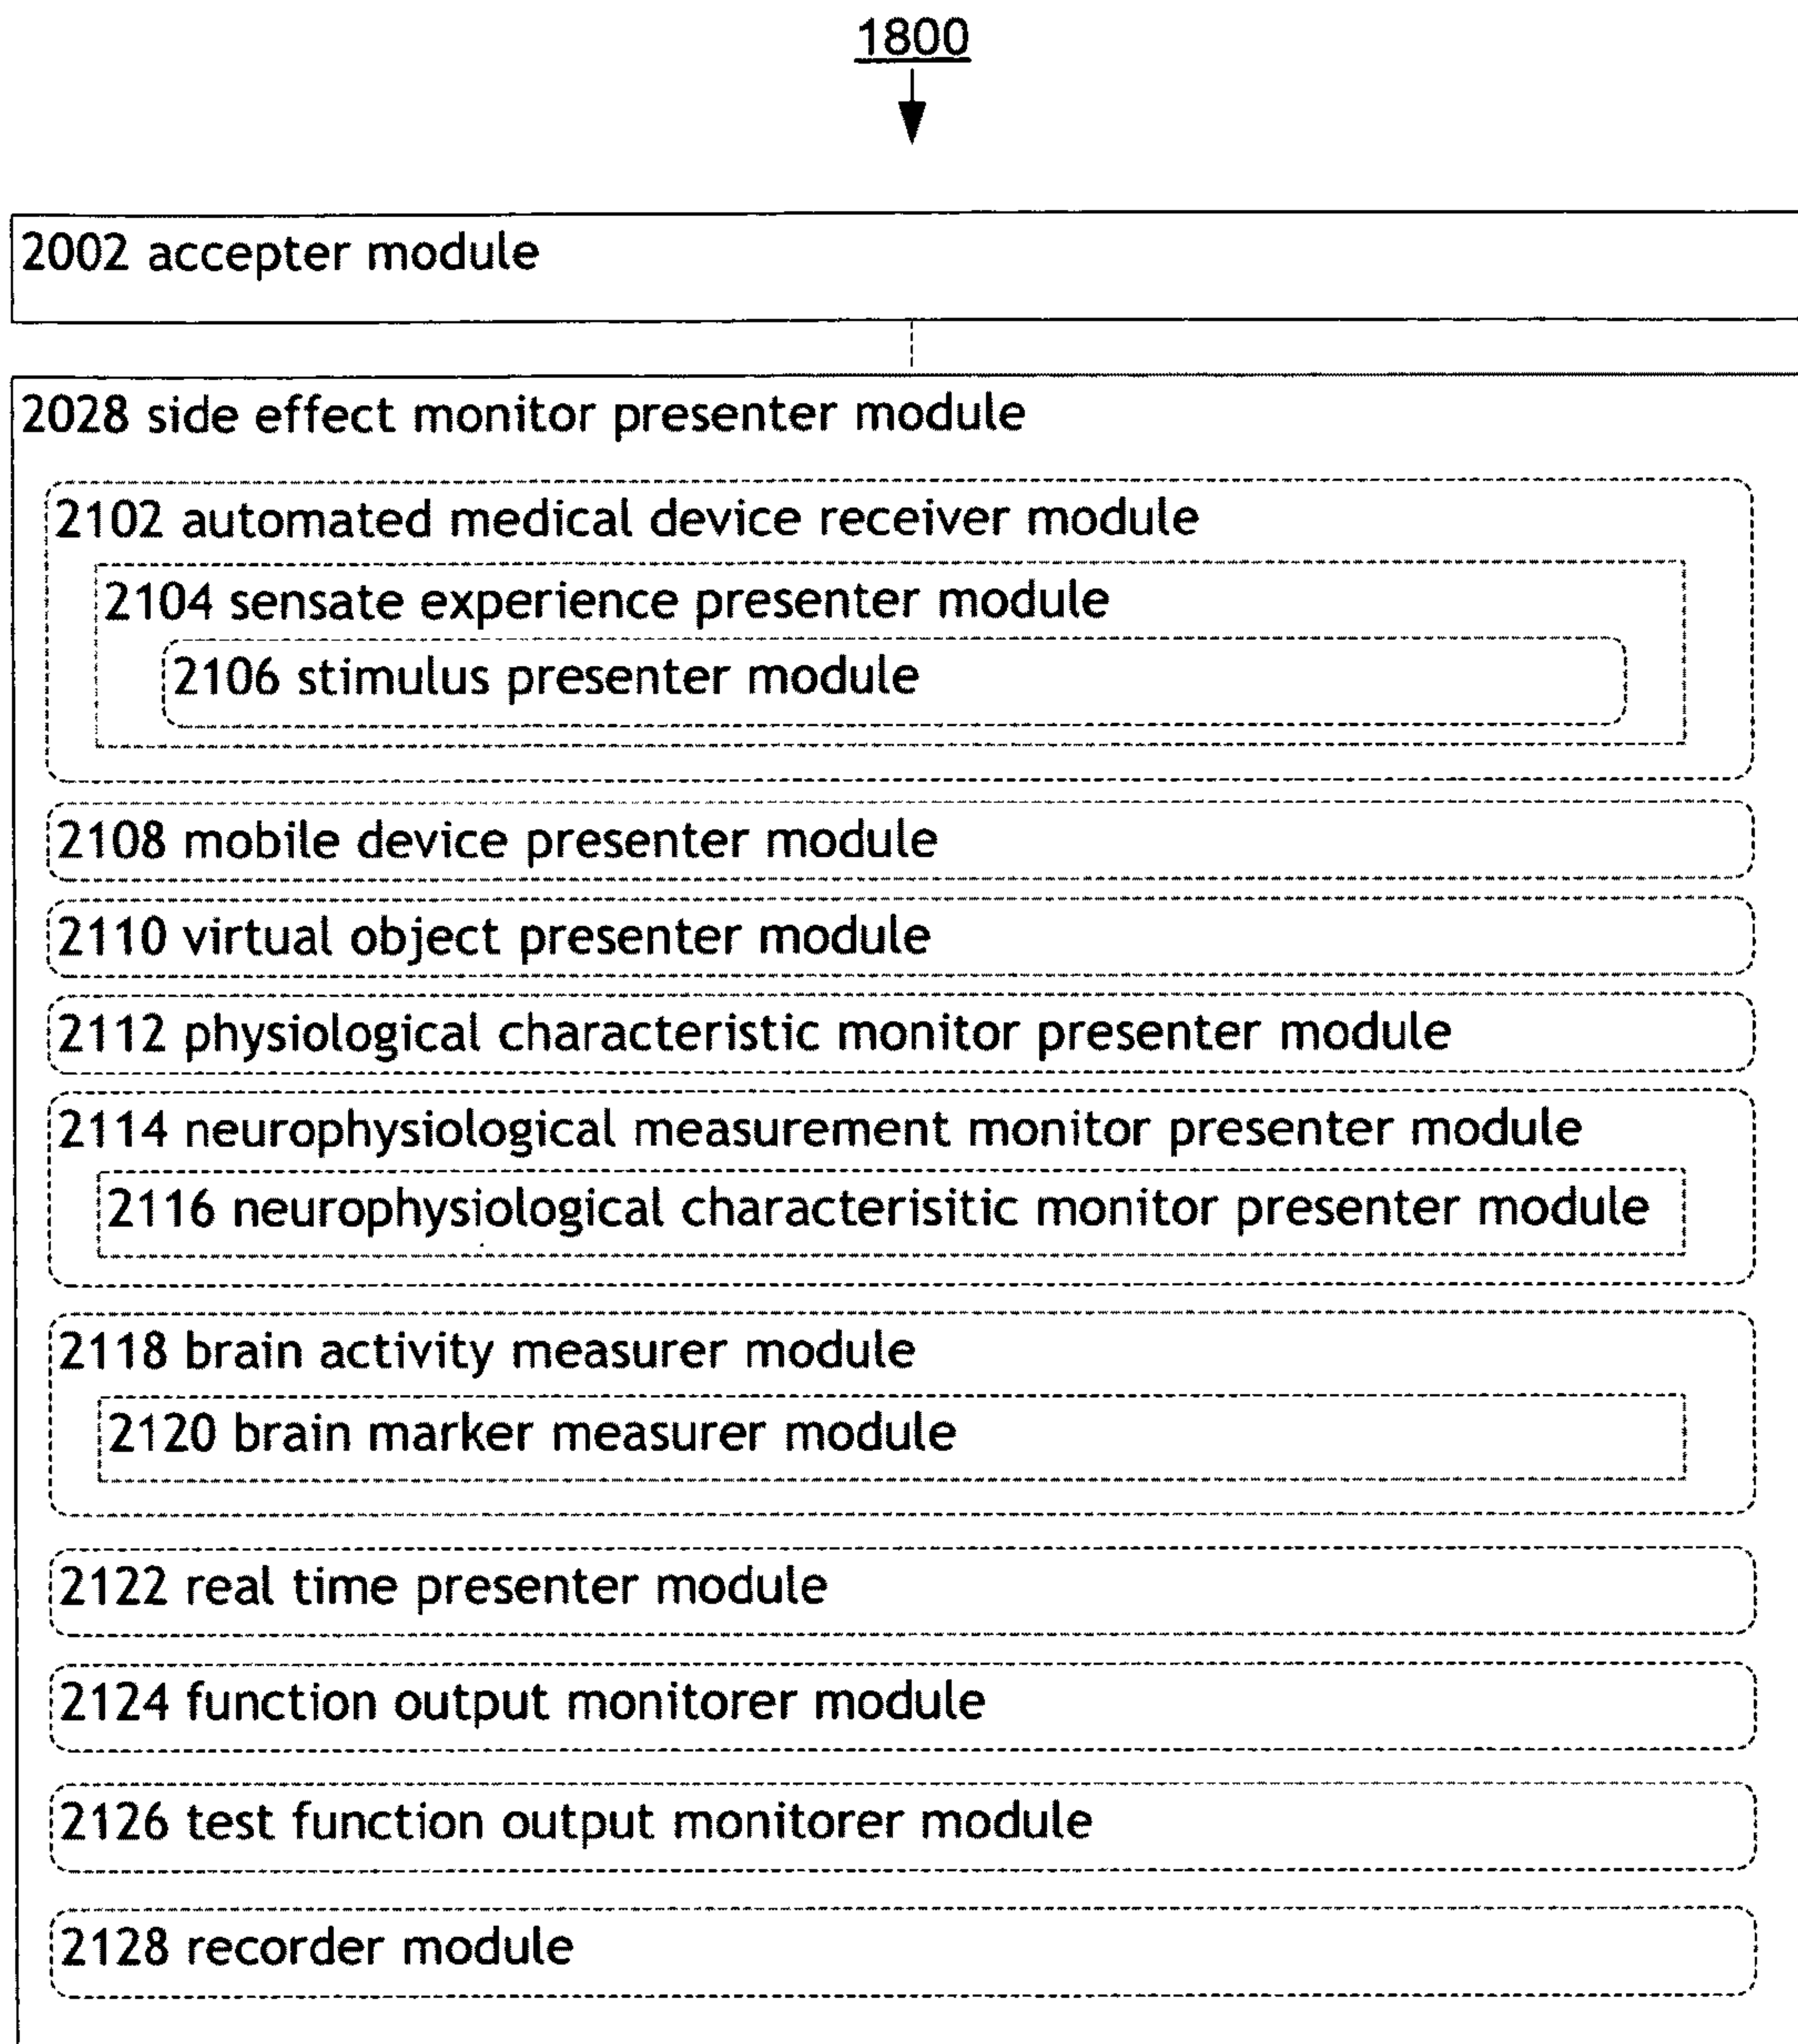 1800
2002 accepter module
2028 side effect monitor presenter module
2102 automated medical device receiver module
2104 sensate experience presenter module
2106 stimulus presenter module
2108 mobile device presenter module
2110 virtual object presenter module
2112 physiological characteristic monitor presenter module
2114 neurophysiological measurement monitor presenter module
2116 neurophysiological characterisitic monitor presenter module
2118 brain activity measurer module
2120 brain marker measurer module
2122 real time presenter module
2124 function output monitorer module
2126 test function output monitorer module
2128 recorder module